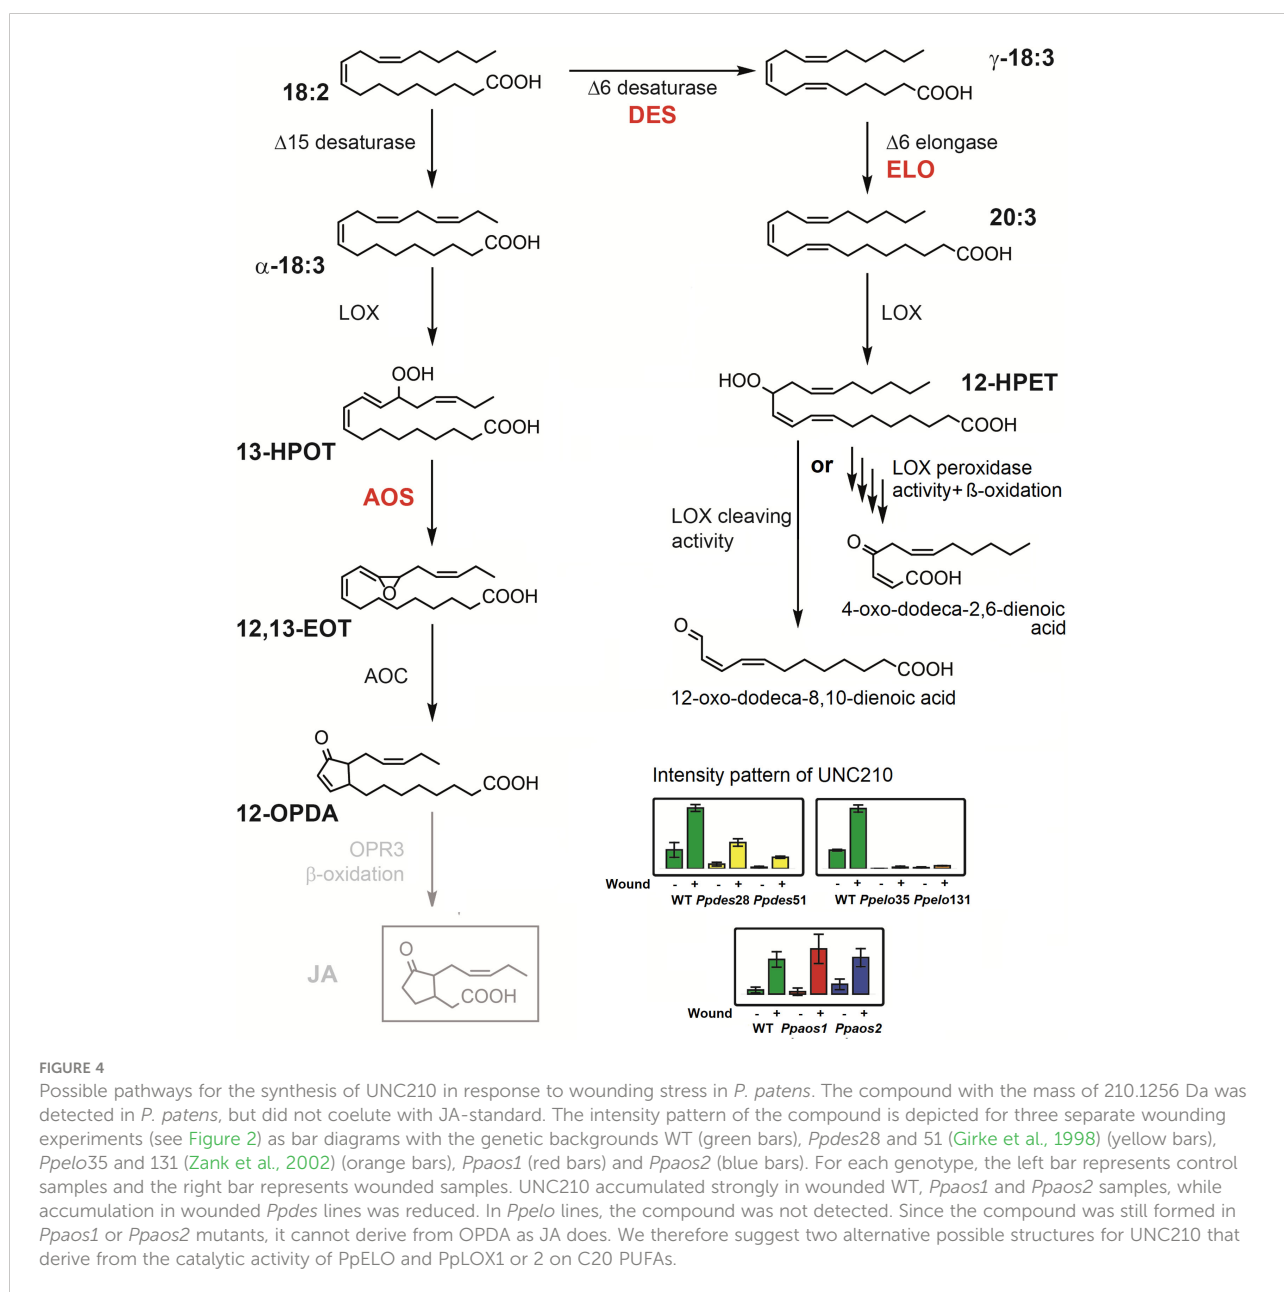 18:2
COOH
Δ6 desaturase
DES
γ-18:3
COOH
Δ15 desaturase
Δ6 elongase
ELO
α-18:3
COOH
20:3
COOH
LOX
LOX
OOH
13-HPOT
COOH
HOO
12-HPET
COOH
AOS
or
LOX peroxidase
activity+ ß-oxidation
LOX cleaving
activity
O
COOH
4-oxo-dodeca-2,6-dienoic
acid
12,13-EOT
O
COOH
AOC
O
COOH
12-oxo-dodeca-8,10-dienoic acid
O
12-OPDA
COOH
OPR3
β-oxidation
JA
O
COOH
Intensity pattern of UNC210
Wound - + - + - +
WT Ppdes28 Ppdes51
- + - + - +
WT Ppelo35 Ppelo131
Wound - + - + - +
WT Ppaos1 Ppaos2
FIGURE 4
Possible pathways for the synthesis of UNC210 in response to wounding stress in P. patens. The compound with the mass of 210.1256 Da was
detected in P. patens, but did not coelute with JA-standard. The intensity pattern of the compound is depicted for three separate wounding
experiments (see Figure 2) as bar diagrams with the genetic backgrounds WT (green bars), Ppdes28 and 51 (Girke et al., 1998) (yellow bars),
Ppelo35 and 131 (Zank et al., 2002) (orange bars), Ppaos1 (red bars) and Ppaos2 (blue bars). For each genotype, the left bar represents control
samples and the right bar represents wounded samples. UNC210 accumulated strongly in wounded WT, Ppaos1 and Ppaos2 samples, while
accumulation in wounded Ppdes lines was reduced. In Ppelo lines, the compound was not detected. Since the compound was still formed in
Ppaos1 or Ppaos2 mutants, it cannot derive from OPDA as JA does. We therefore suggest two alternative possible structures for UNC210 that
derive from the catalytic activity of PpELO and PpLOX1 or 2 on C20 PUFAs.